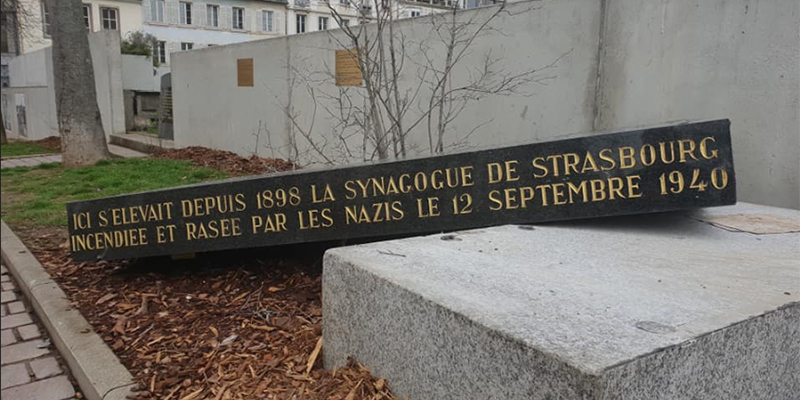 ICI S'ELEVAIT DEPUIS 1898 LA SYNAGOGUE DE STRASBOURG
INCENDIEE ET RASEE PAR LES NAZIS LE 12 SEPTEMBRE 1940